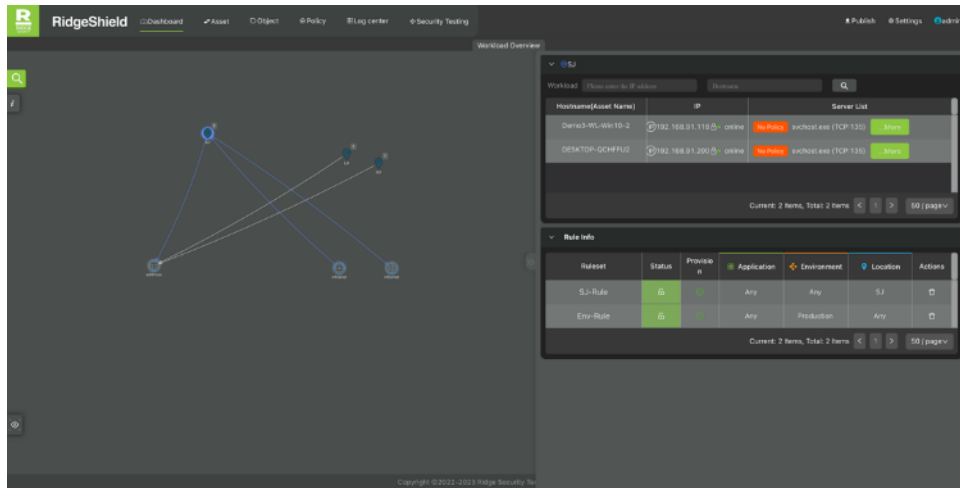 RidgeShield Dashboard Asset Object Policy Log center Security Testing Publish Settings admin
Workload Overview
SJ
Workload Please enter the IP address Hostname
Hostname(Asset Name) IP Server List
Demo3-WL-Win10-2 192.168.91.110 online No Policy svchost.exe (TCP 135) ...More
192.168.91.200 online No Policy svchost.exe (TCP 135) ...More
Current: 2 items, Total: 2 items < 1 > 50 / page
Rule Info
Ruleset Status Provision Application Environment Location Actions
SJ-Rule Any Any SJ
Env-Rule Any Production Any
Current: 2 items, Total: 2 items < 1 > 50 / page
Copyright ©2022-2023 Ridge Security